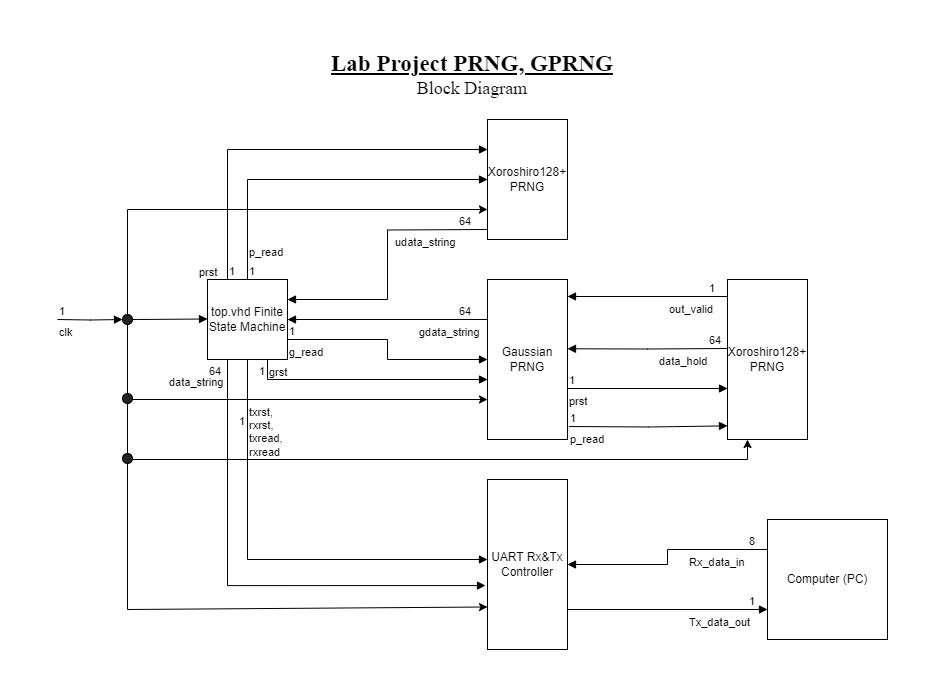 Lab Project PRNG, GPRNG
Block Diagram
Xoroshiro128+
PRNG
64
udata_string
p_read
prst
1
1
top.vhd Finite
State Machine
1
clk
64
gdata_string
1
g_read
1
grst
64
data_string
1
txrst,
rxrst,
txread,
rxread
Gaussian
PRNG
1
out_valid
64
data_hold
1
prst
1
p_read
Xoroshiro128+
PRNG
UART Rx&Tx
Controller
8
Rx_data_in
1
Tx_data_out
Computer (PC)